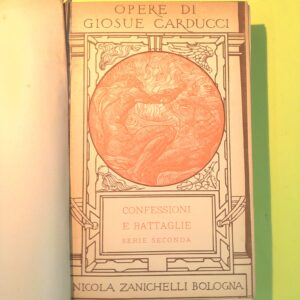 OPERE DI
GIOSUE CARDUCCI
CONFESSIONI
E BATTAGLIE
SERIE SECONDA
NICOLA ZANICHELLI BOLOGNA